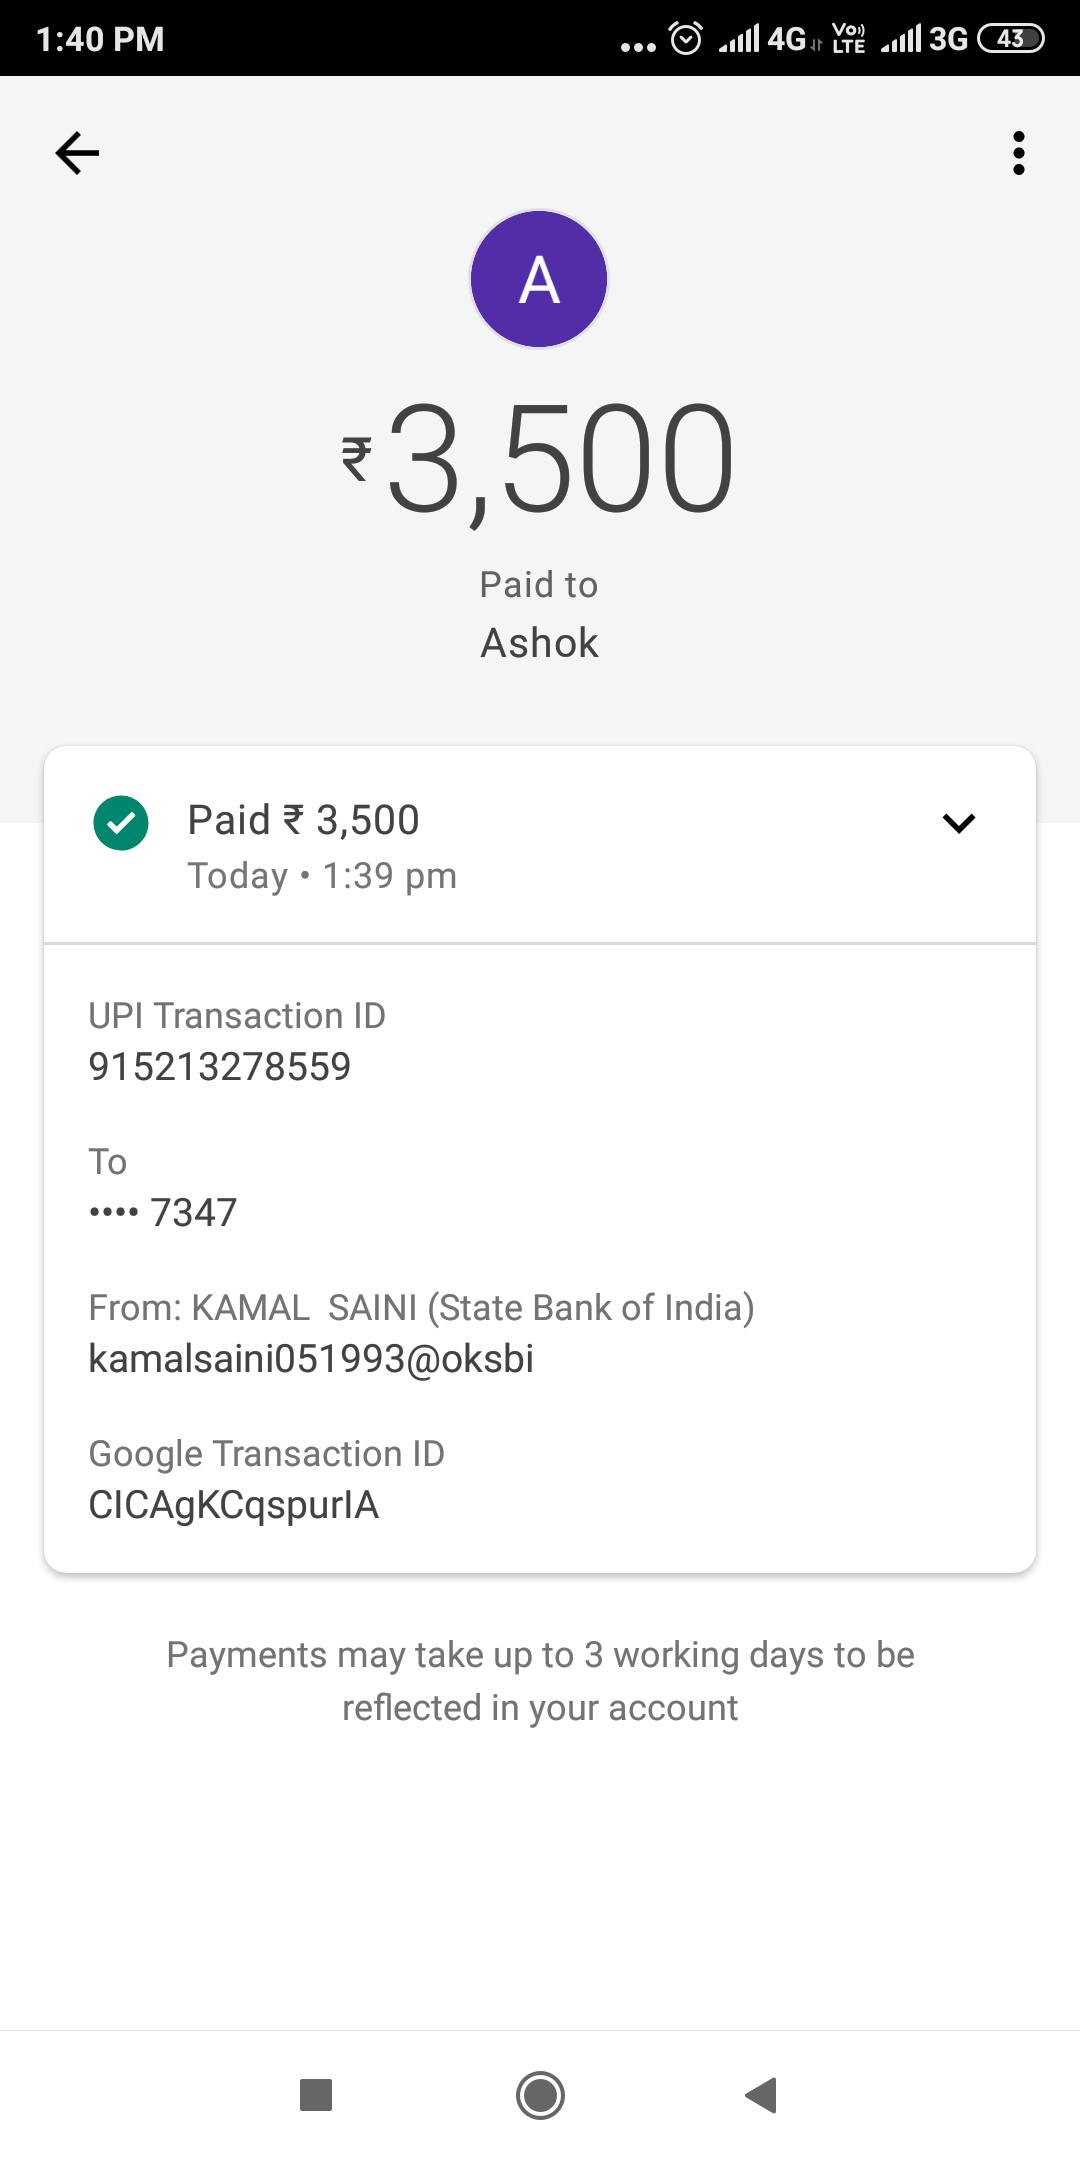 1:40 PM
4G VoLTE 3G 43
A
₹3,500
Paid to
Ashok
Paid ₹ 3,500
Today • 1:39 pm
UPI Transaction ID
915213278559
To
•••• 7347
From: KAMAL  SAINI (State Bank of India)
kamalsaini051993@oksbi
Google Transaction ID
CICAgKCqspurIA
Payments may take up to 3 working days to be
reflected in your account